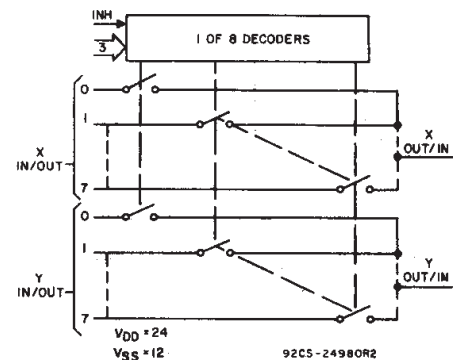 INH
1 OF 8 DECODERS
3
0
1
X
IN/OUT
X
OUT/IN
7
0
1
Y
IN/OUT
Y
OUT/IN
7
VDD = 24
VSS = 12
92CS-24980R2